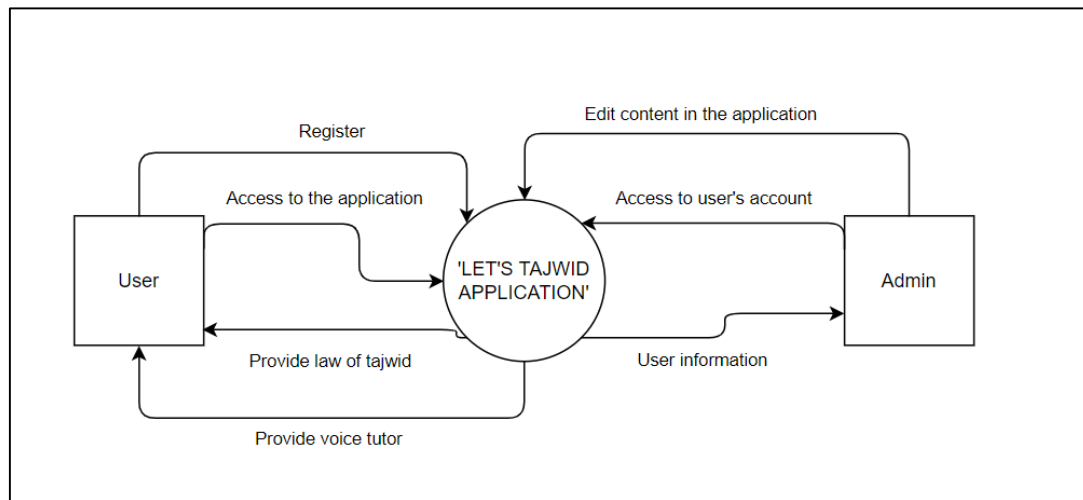 Edit content in the application
Register
Access to the application
Access to user's account
User
'LET'S TAJWID
APPLICATION'
Admin
Provide law of tajwid
User information
Provide voice tutor